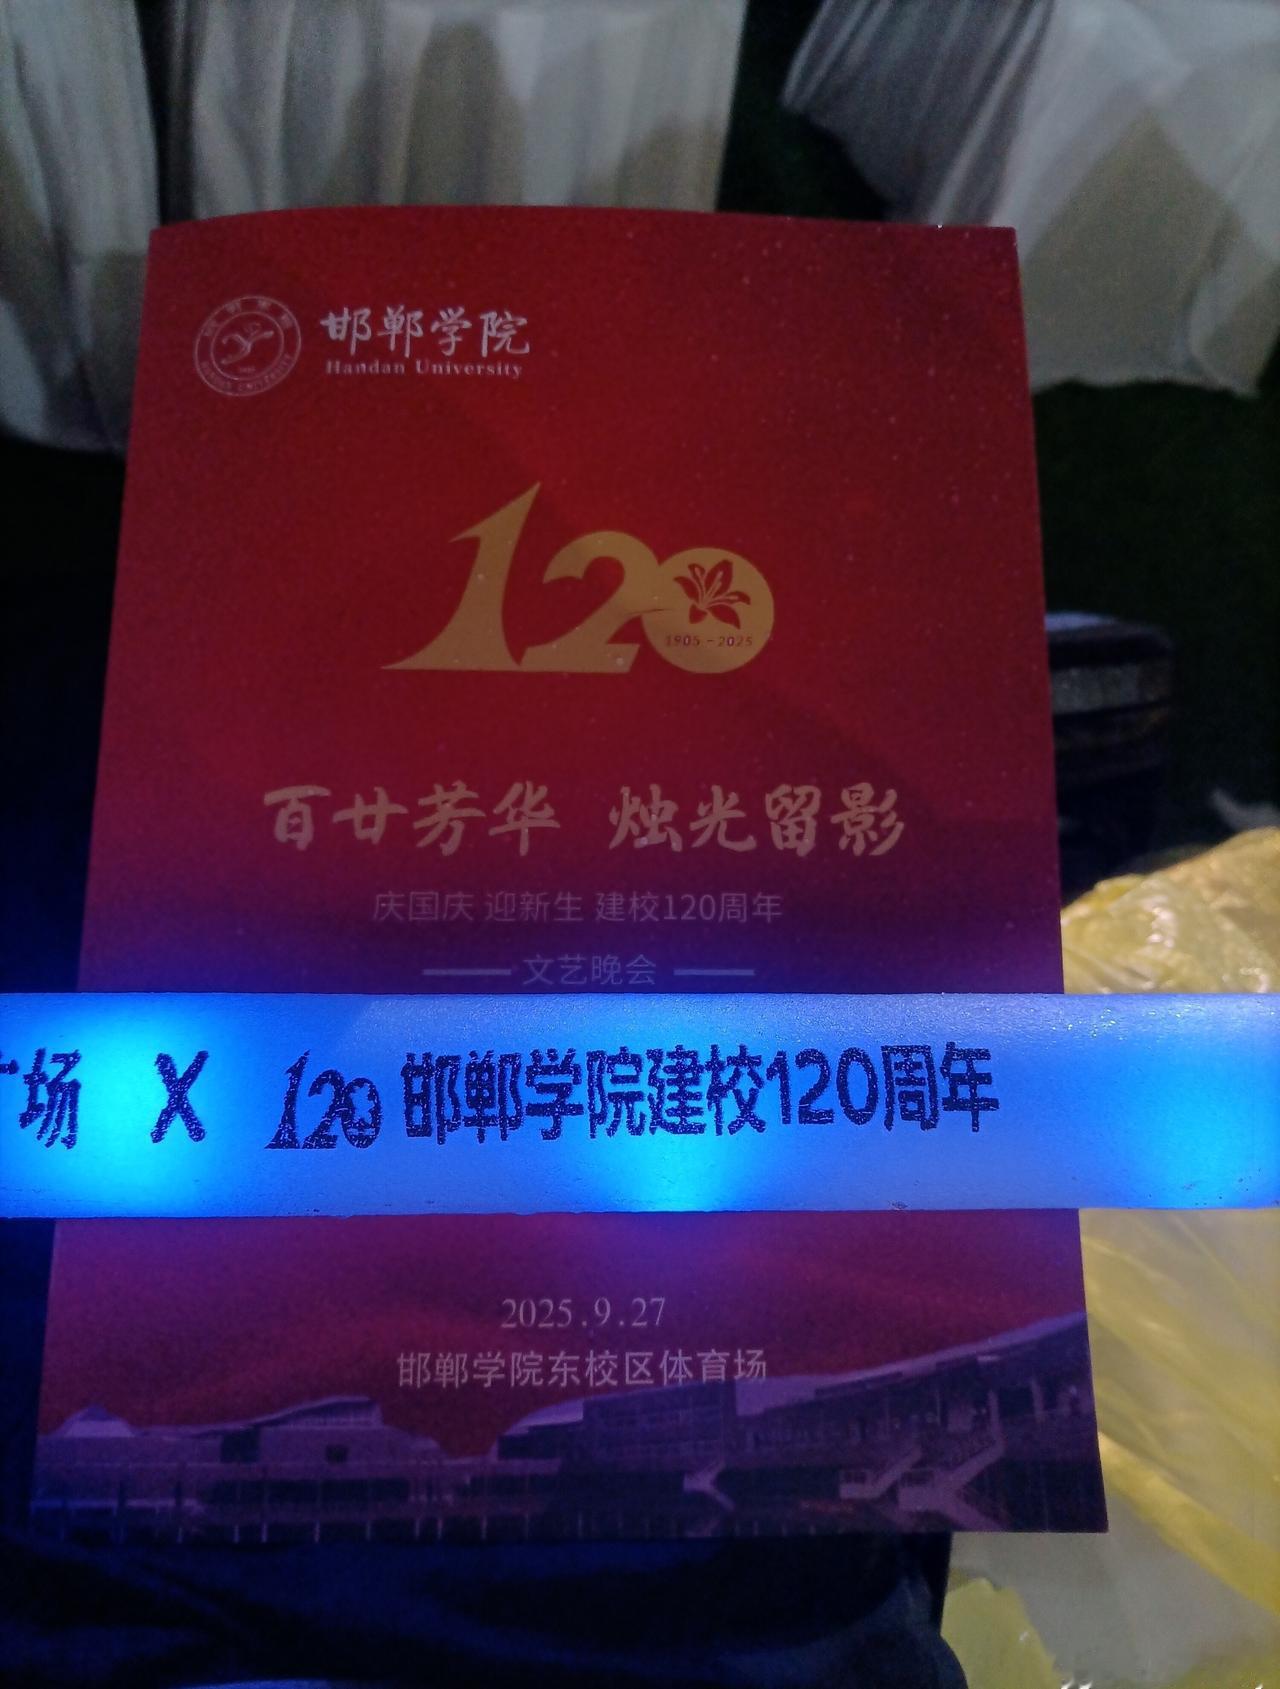 邯郸学院
Handan University
120
1905-2025
百廿芳华 烛光留影
庆国庆 迎新生 建校120周年
文艺晚会
场 X 120 邯郸学院建校120周年
2025.9.27
邯郸学院东校区体育场